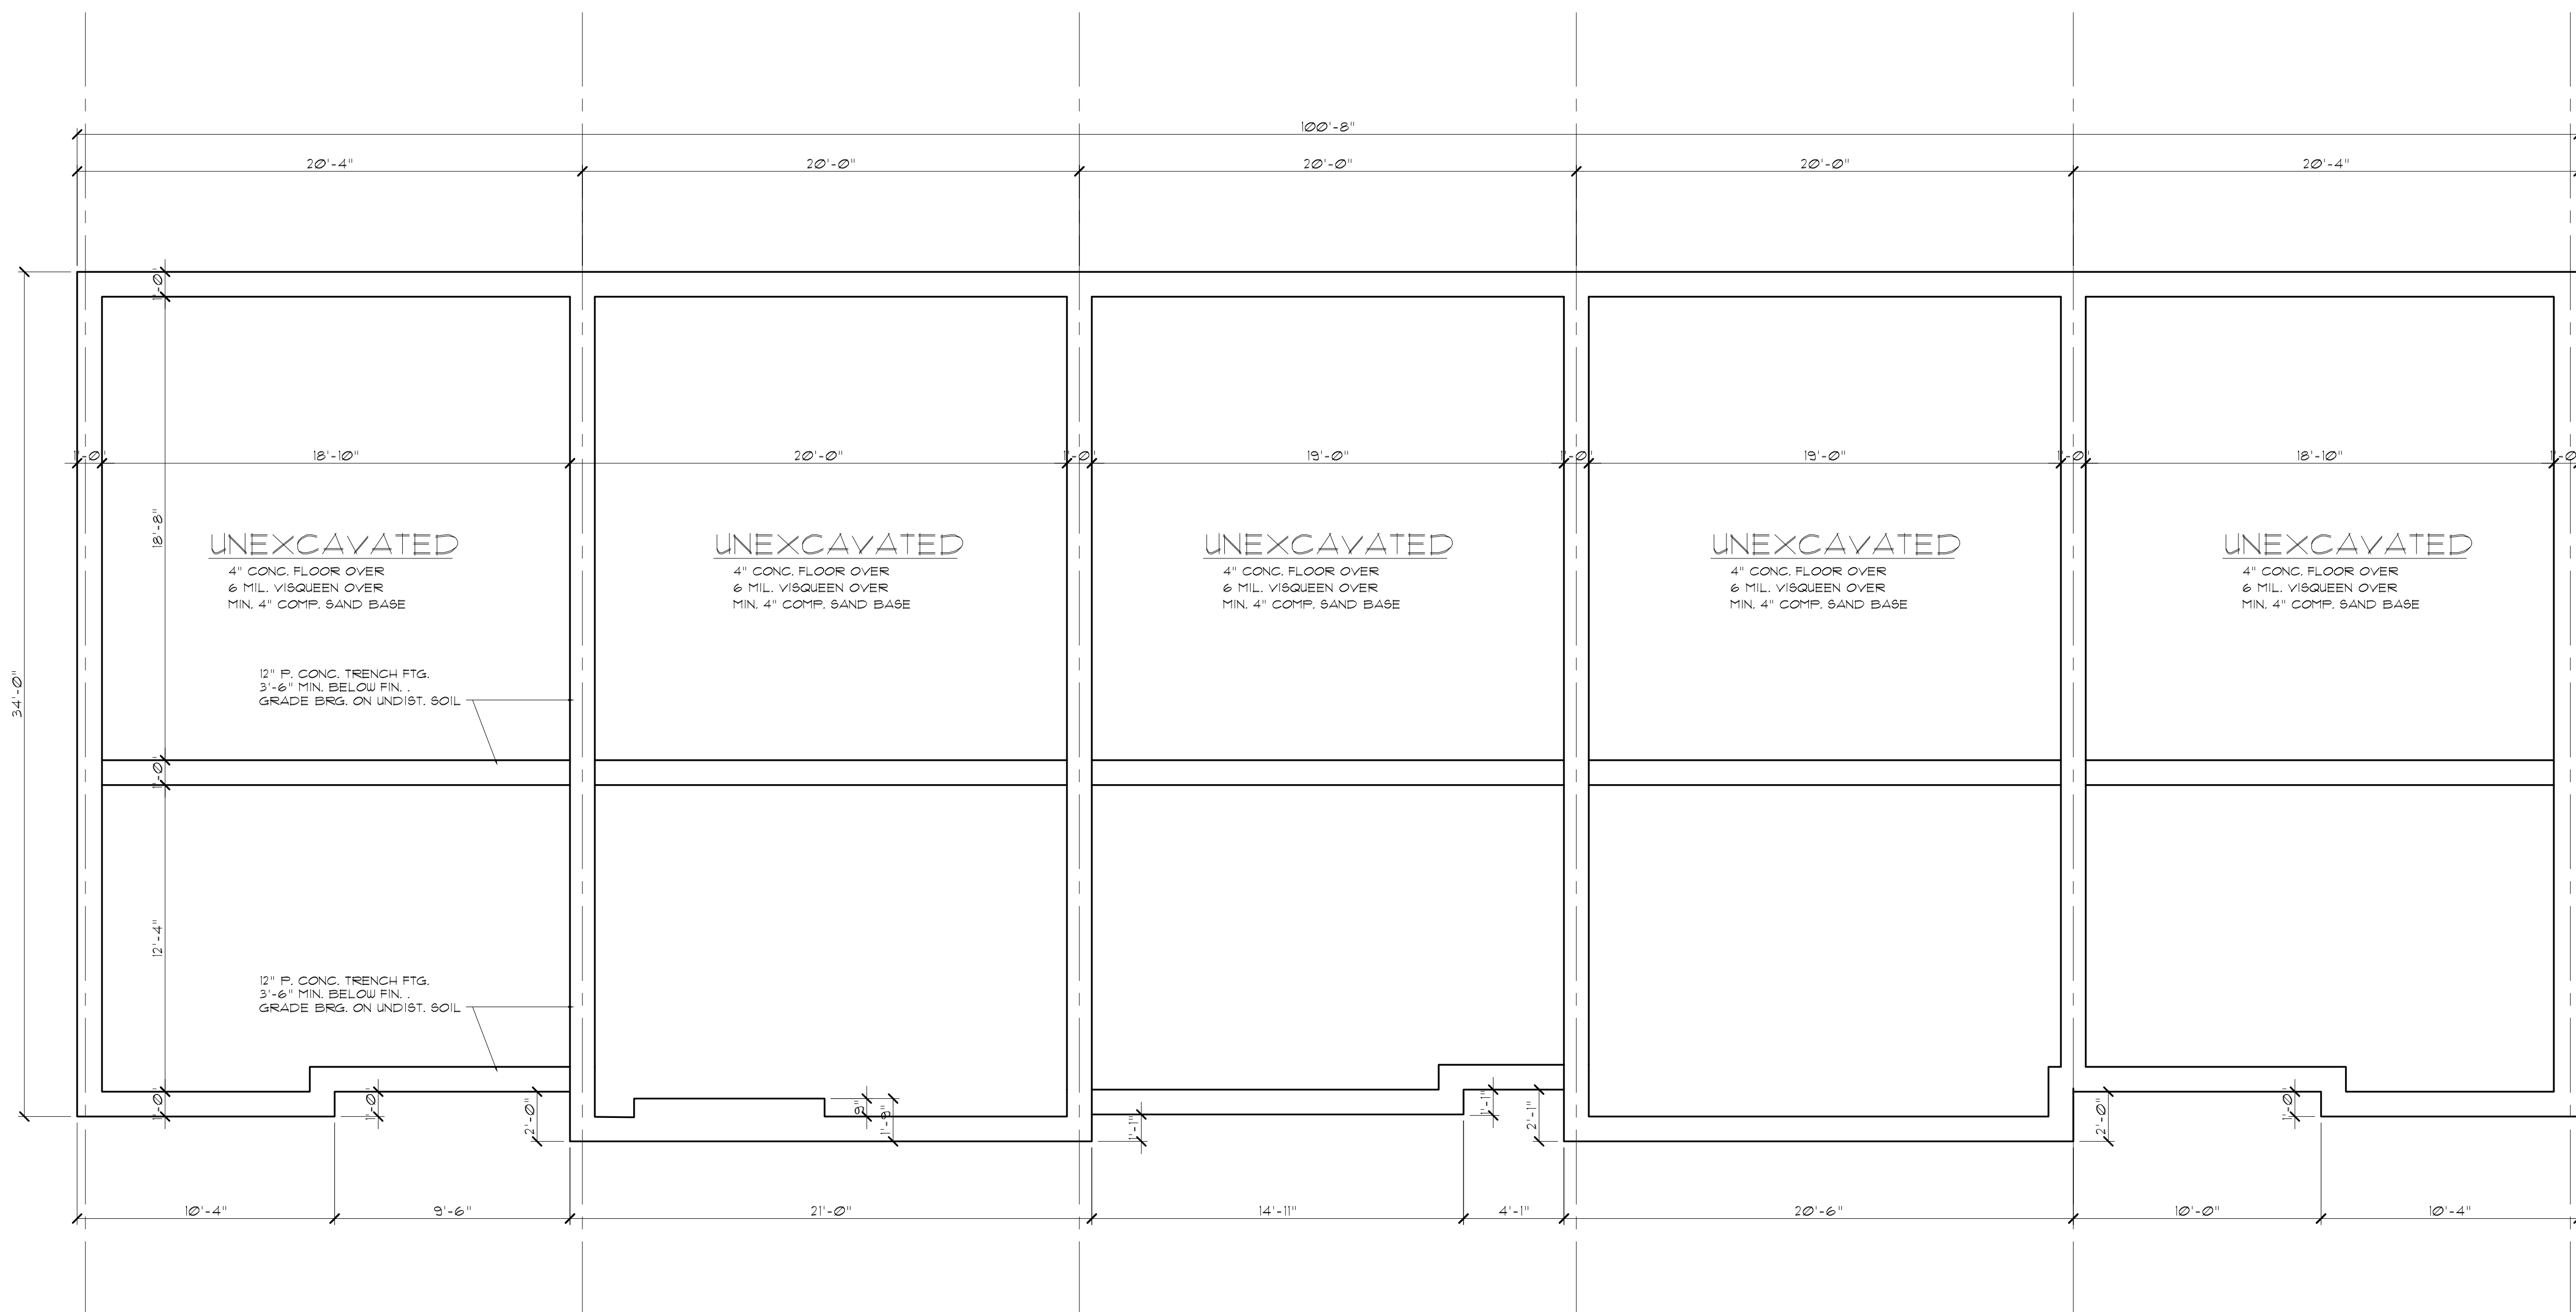 100'-8"
20'-4" 20'-0" 20'-0" 20'-0" 20'-4"
1'-0"
1'-0" 18'-10" 20'-0" 1'-0" 19'-0" 1'-0" 19'-0" 1'-0" 18'-10" 1'-0
18'-8"
UNEXCAVATED
4" CONC. FLOOR OVER
6 MIL. VISQUEEN OVER
MIN. 4" COMP. SAND BASE
UNEXCAVATED
4" CONC. FLOOR OVER
6 MIL. VISQUEEN OVER
MIN. 4" COMP. SAND BASE
UNEXCAVATED
4" CONC. FLOOR OVER
6 MIL. VISQUEEN OVER
MIN. 4" COMP. SAND BASE
UNEXCAVATED
4" CONC. FLOOR OVER
6 MIL. VISQUEEN OVER
MIN. 4" COMP. SAND BASE
UNEXCAVATED
4" CONC. FLOOR OVER
6 MIL. VISQUEEN OVER
MIN. 4" COMP. SAND BASE
34'-0"
12" P. CONC. TRENCH FTG.
3'-6" MIN. BELOW FIN. .
GRADE BRG. ON UNDIST. SOIL
1'-0"
12'-4"
12" P. CONC. TRENCH FTG.
3'-6" MIN. BELOW FIN. .
GRADE BRG. ON UNDIST. SOIL
1'-0" 1'-0" 2'-0" 9" 1'-9" 1'-1" 1'-1" 2'-1" 2'-0" 1'-0"
10'-4" 9'-6" 21'-0" 14'-11" 4'-1" 20'-6" 10'-0" 10'-4"